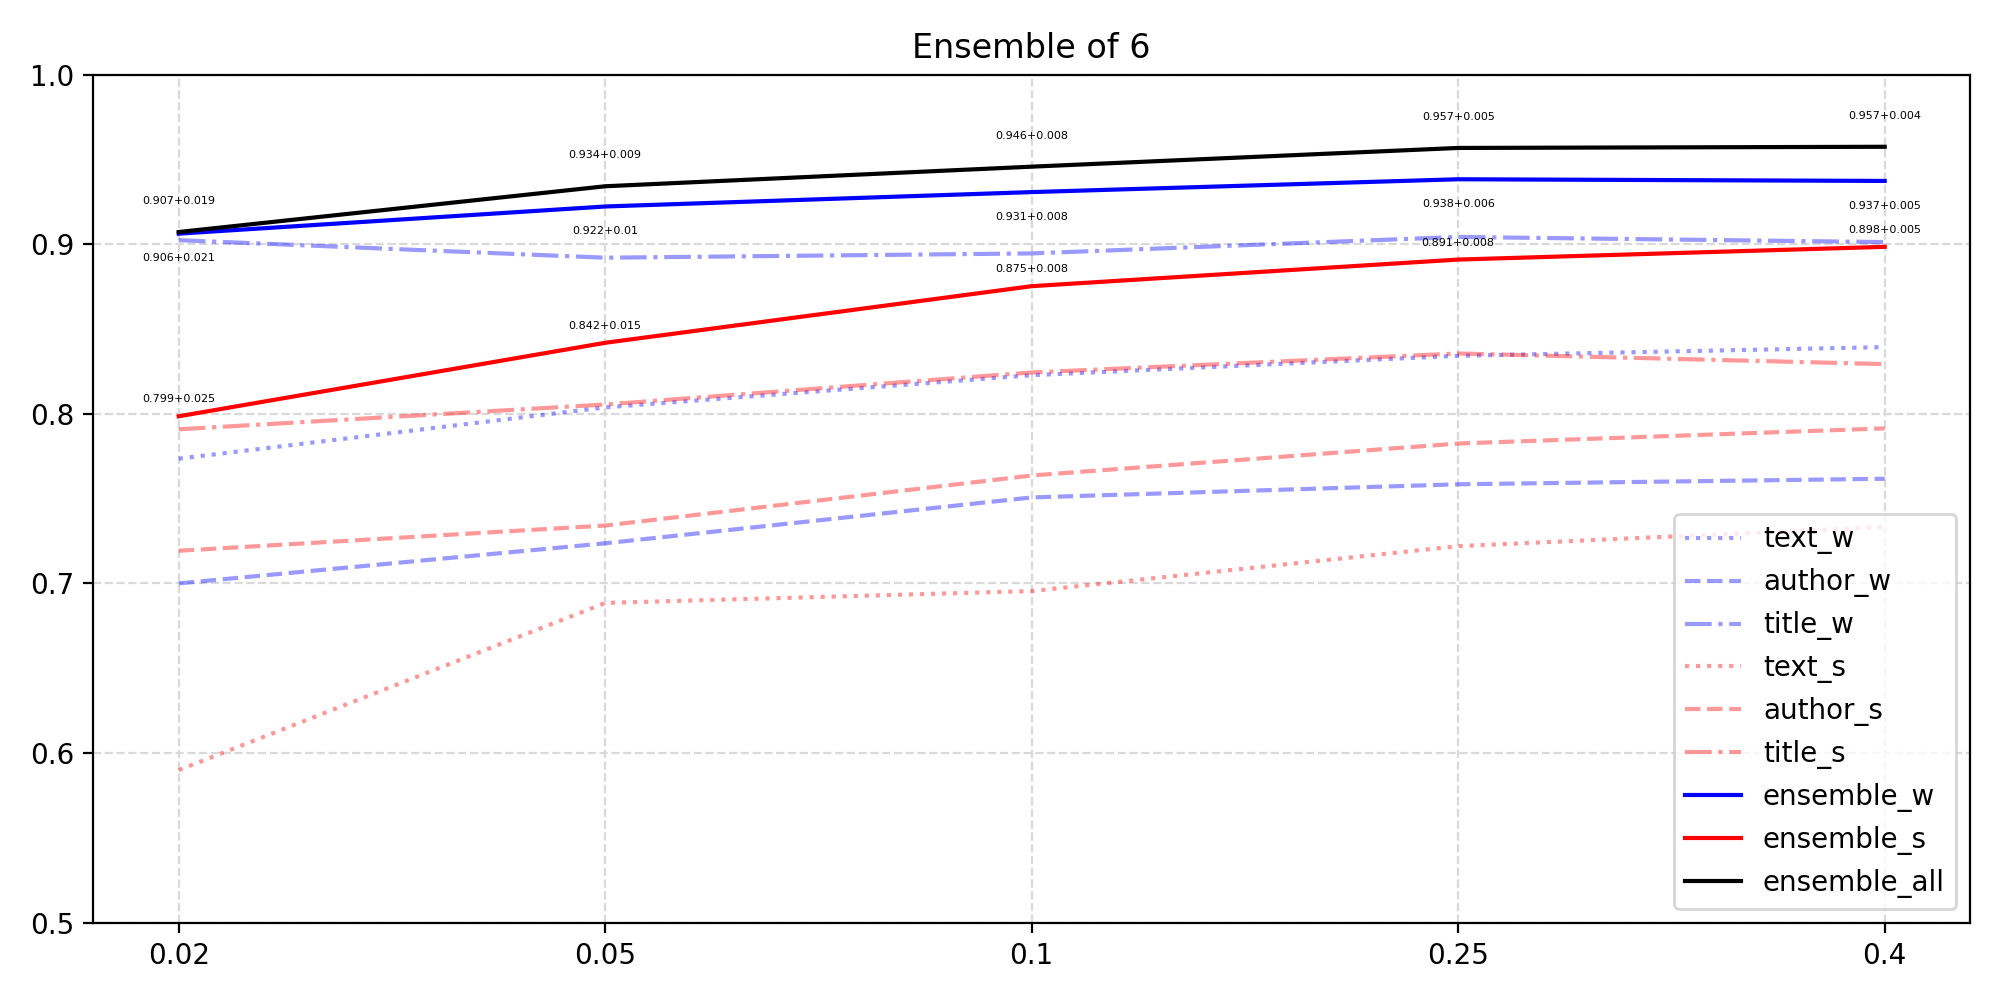 Ensemble of 6
1.0
0.9
0.8
0.7
0.6
0.5
0.907+0.019
0.934+0.009
0.946+0.008
0.957+0.005
0.957+0.004
0.906+0.021
0.922+0.01
0.931+0.008
0.938+0.006
0.937+0.005
0.799+0.025
0.842+0.015
0.875+0.008
0.891+0.008
0.898+0.005
text_w
author_w
title_w
text_s
author_s
title_s
ensemble_w
ensemble_s
ensemble_all
0.02 0.05 0.1 0.25 0.4